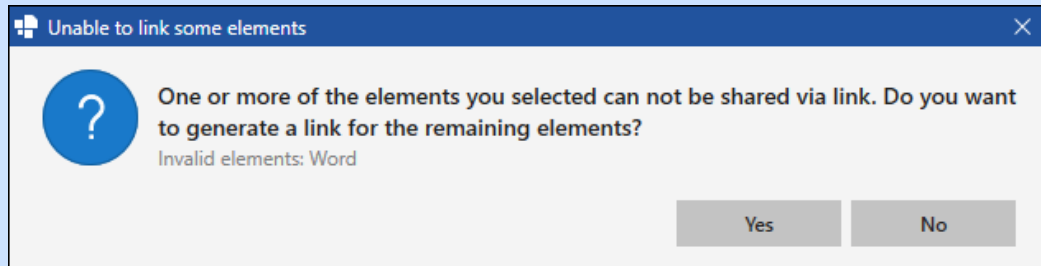 Unable to link some elements
One or more of the elements you selected can not be shared via link. Do you want
to generate a link for the remaining elements?
Invalid elements: Word
Yes No